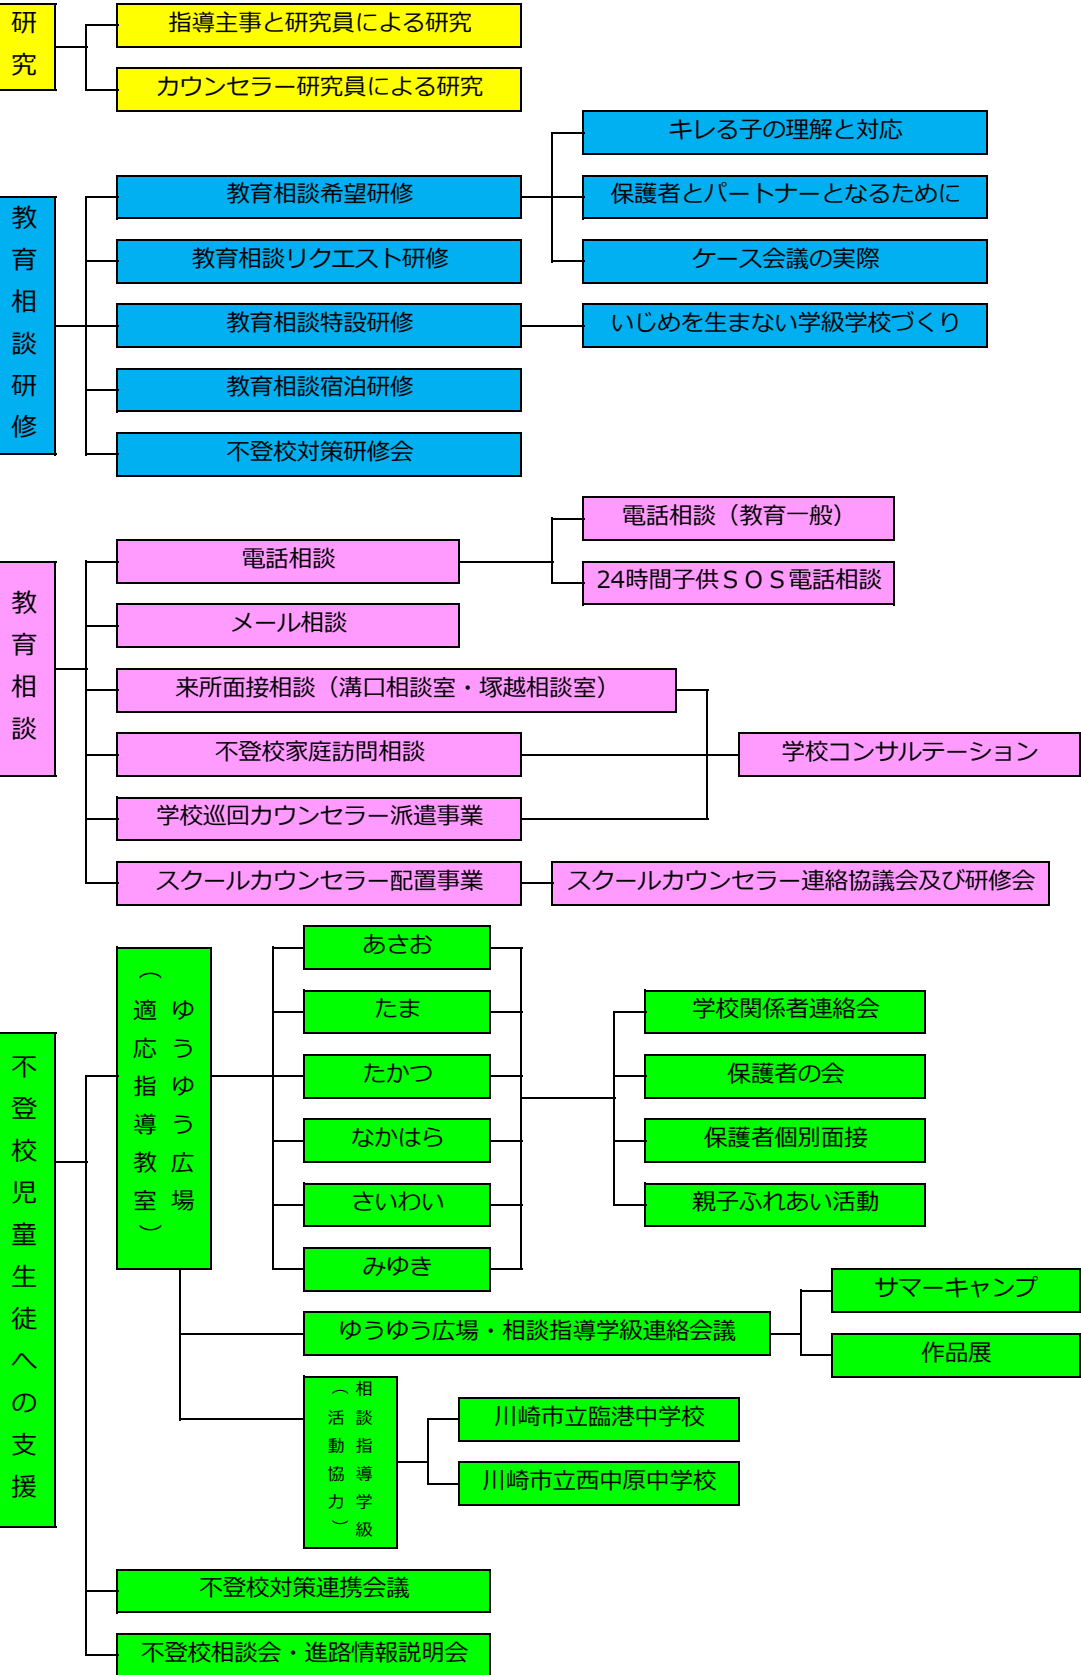 研究
指導主事と研究員による研究
カウンセラー研究員による研究
教育相談研修
教育相談希望研修
キレる子の理解と対応
保護者とパートナーとなるために
ケース会議の実際
教育相談リクエスト研修
教育相談特設研修
いじめを生まない学級学校づくり
教育相談宿泊研修
不登校対策研修会
教育相談
電話相談
電話相談（教育一般）
24時間子供ＳＯＳ電話相談
メール相談
来所面接相談（溝口相談室・塚越相談室）
不登校家庭訪問相談
学校巡回カウンセラー派遣事業
学校コンサルテーション
スクールカウンセラー配置事業
スクールカウンセラー連絡協議会及び研修会
不登校児童生徒への支援
ゆうゆう広場
（適応指導教室）
あさお
たま
たかつ
なかはら
さいわい
みゆき
学校関係者連絡会
保護者の会
保護者個別面接
親子ふれあい活動
ゆうゆう広場・相談指導学級連絡会議
サマーキャンプ
作品展
相談指導学級
（活動協力）
川崎市立臨港中学校
川崎市立西中原中学校
不登校対策連携会議
不登校相談会・進路情報説明会